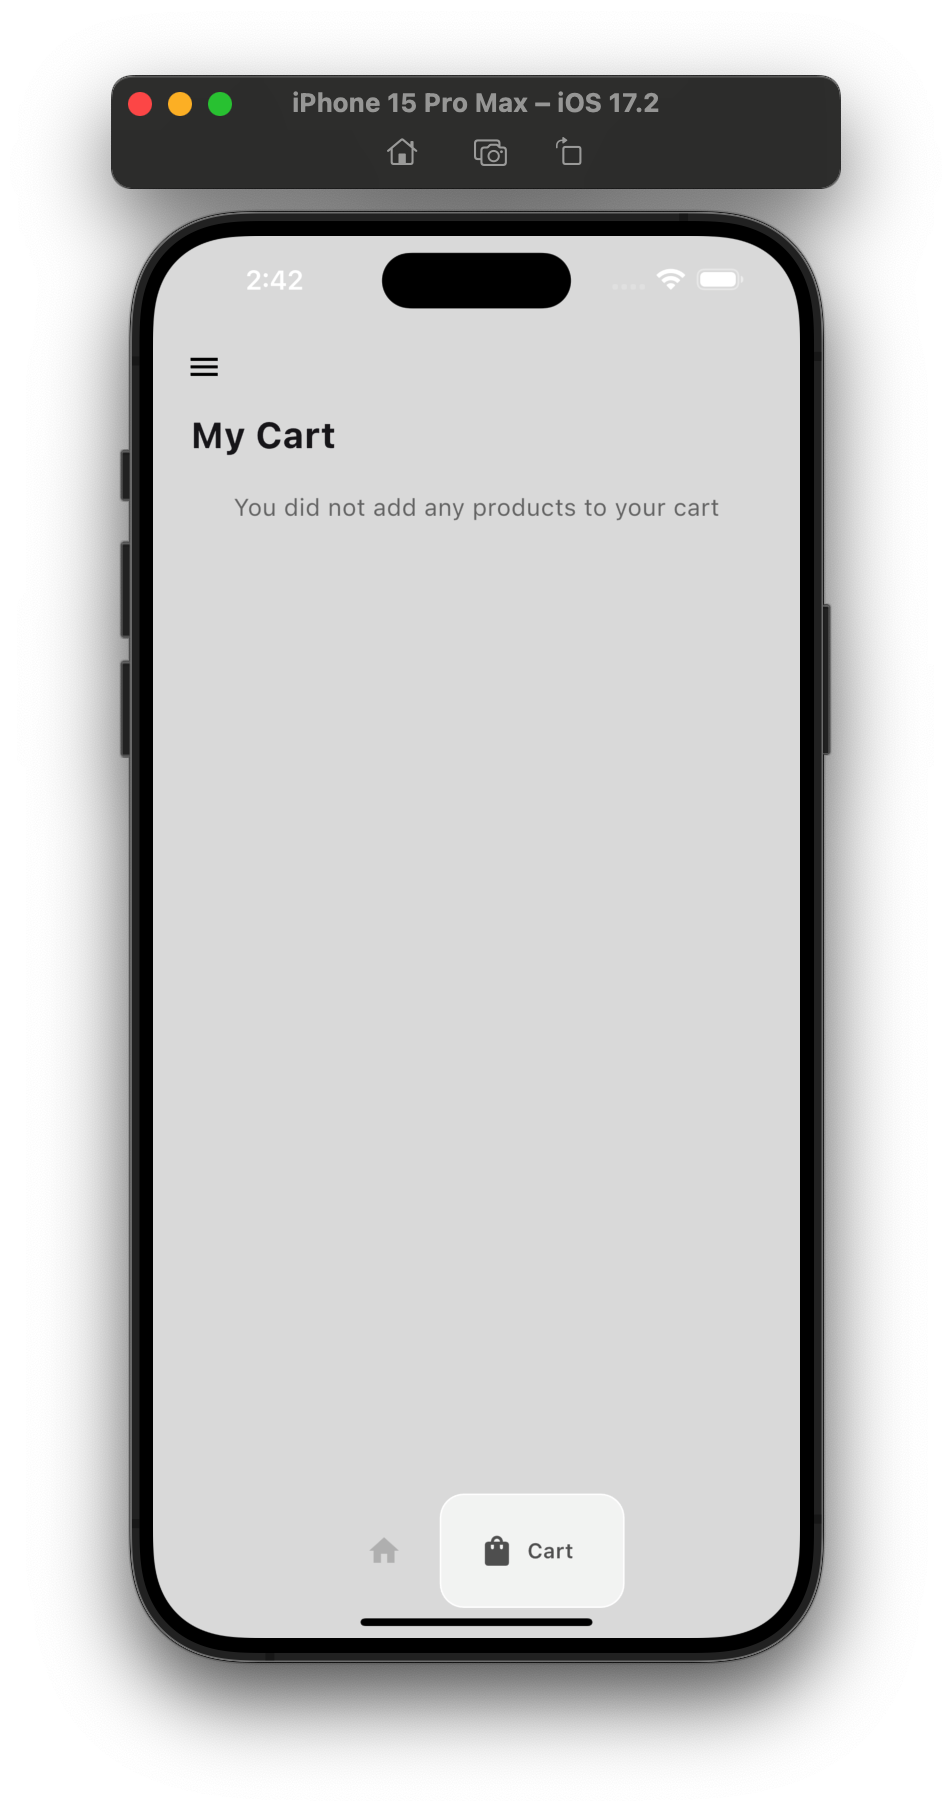 iPhone 15 Pro Max – iOS 17.2
2:42
My Cart
You did not add any products to your cart
Cart